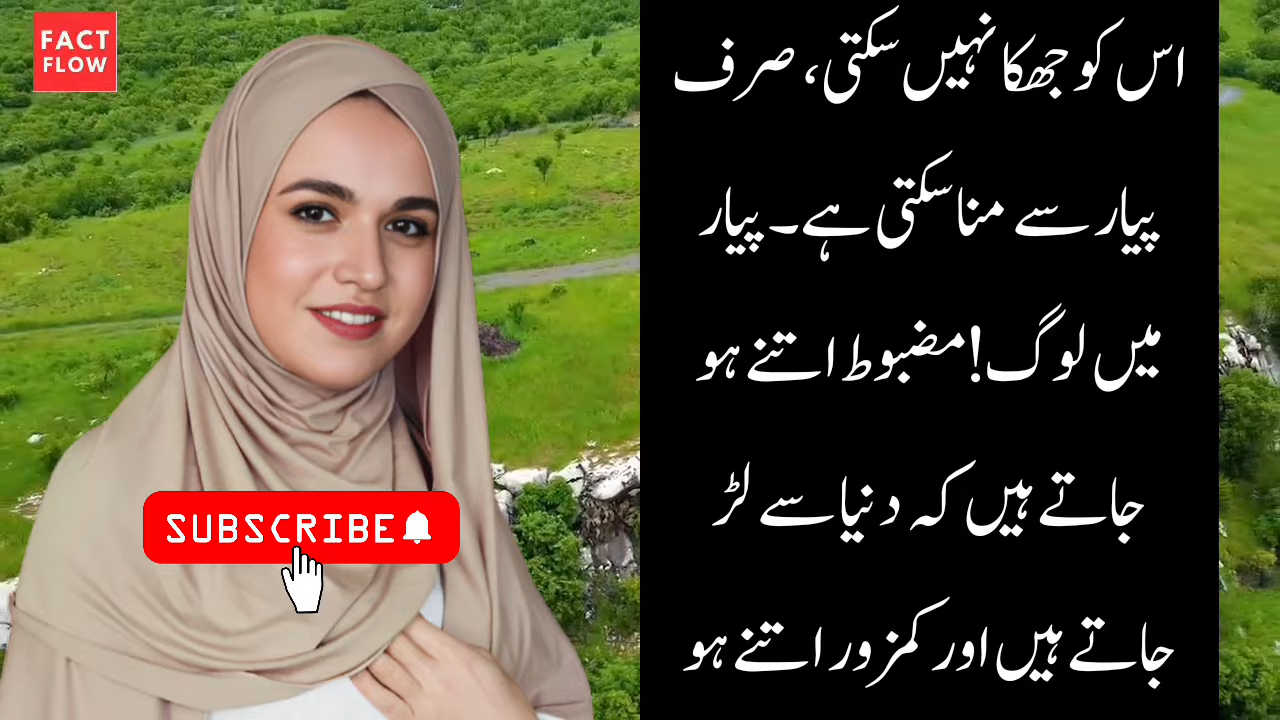 FACT
FLOW
SUBSCRIBE
اس کو جھکا نہیں سکتی، صرف
پیار سے منا سکتی ہے۔ پیار
میں لوگ! مضبوط اتنے ہو
جاتے ہیں کہ دنیا سے لڑ
جاتے ہیں اور کمزور اتنے ہو